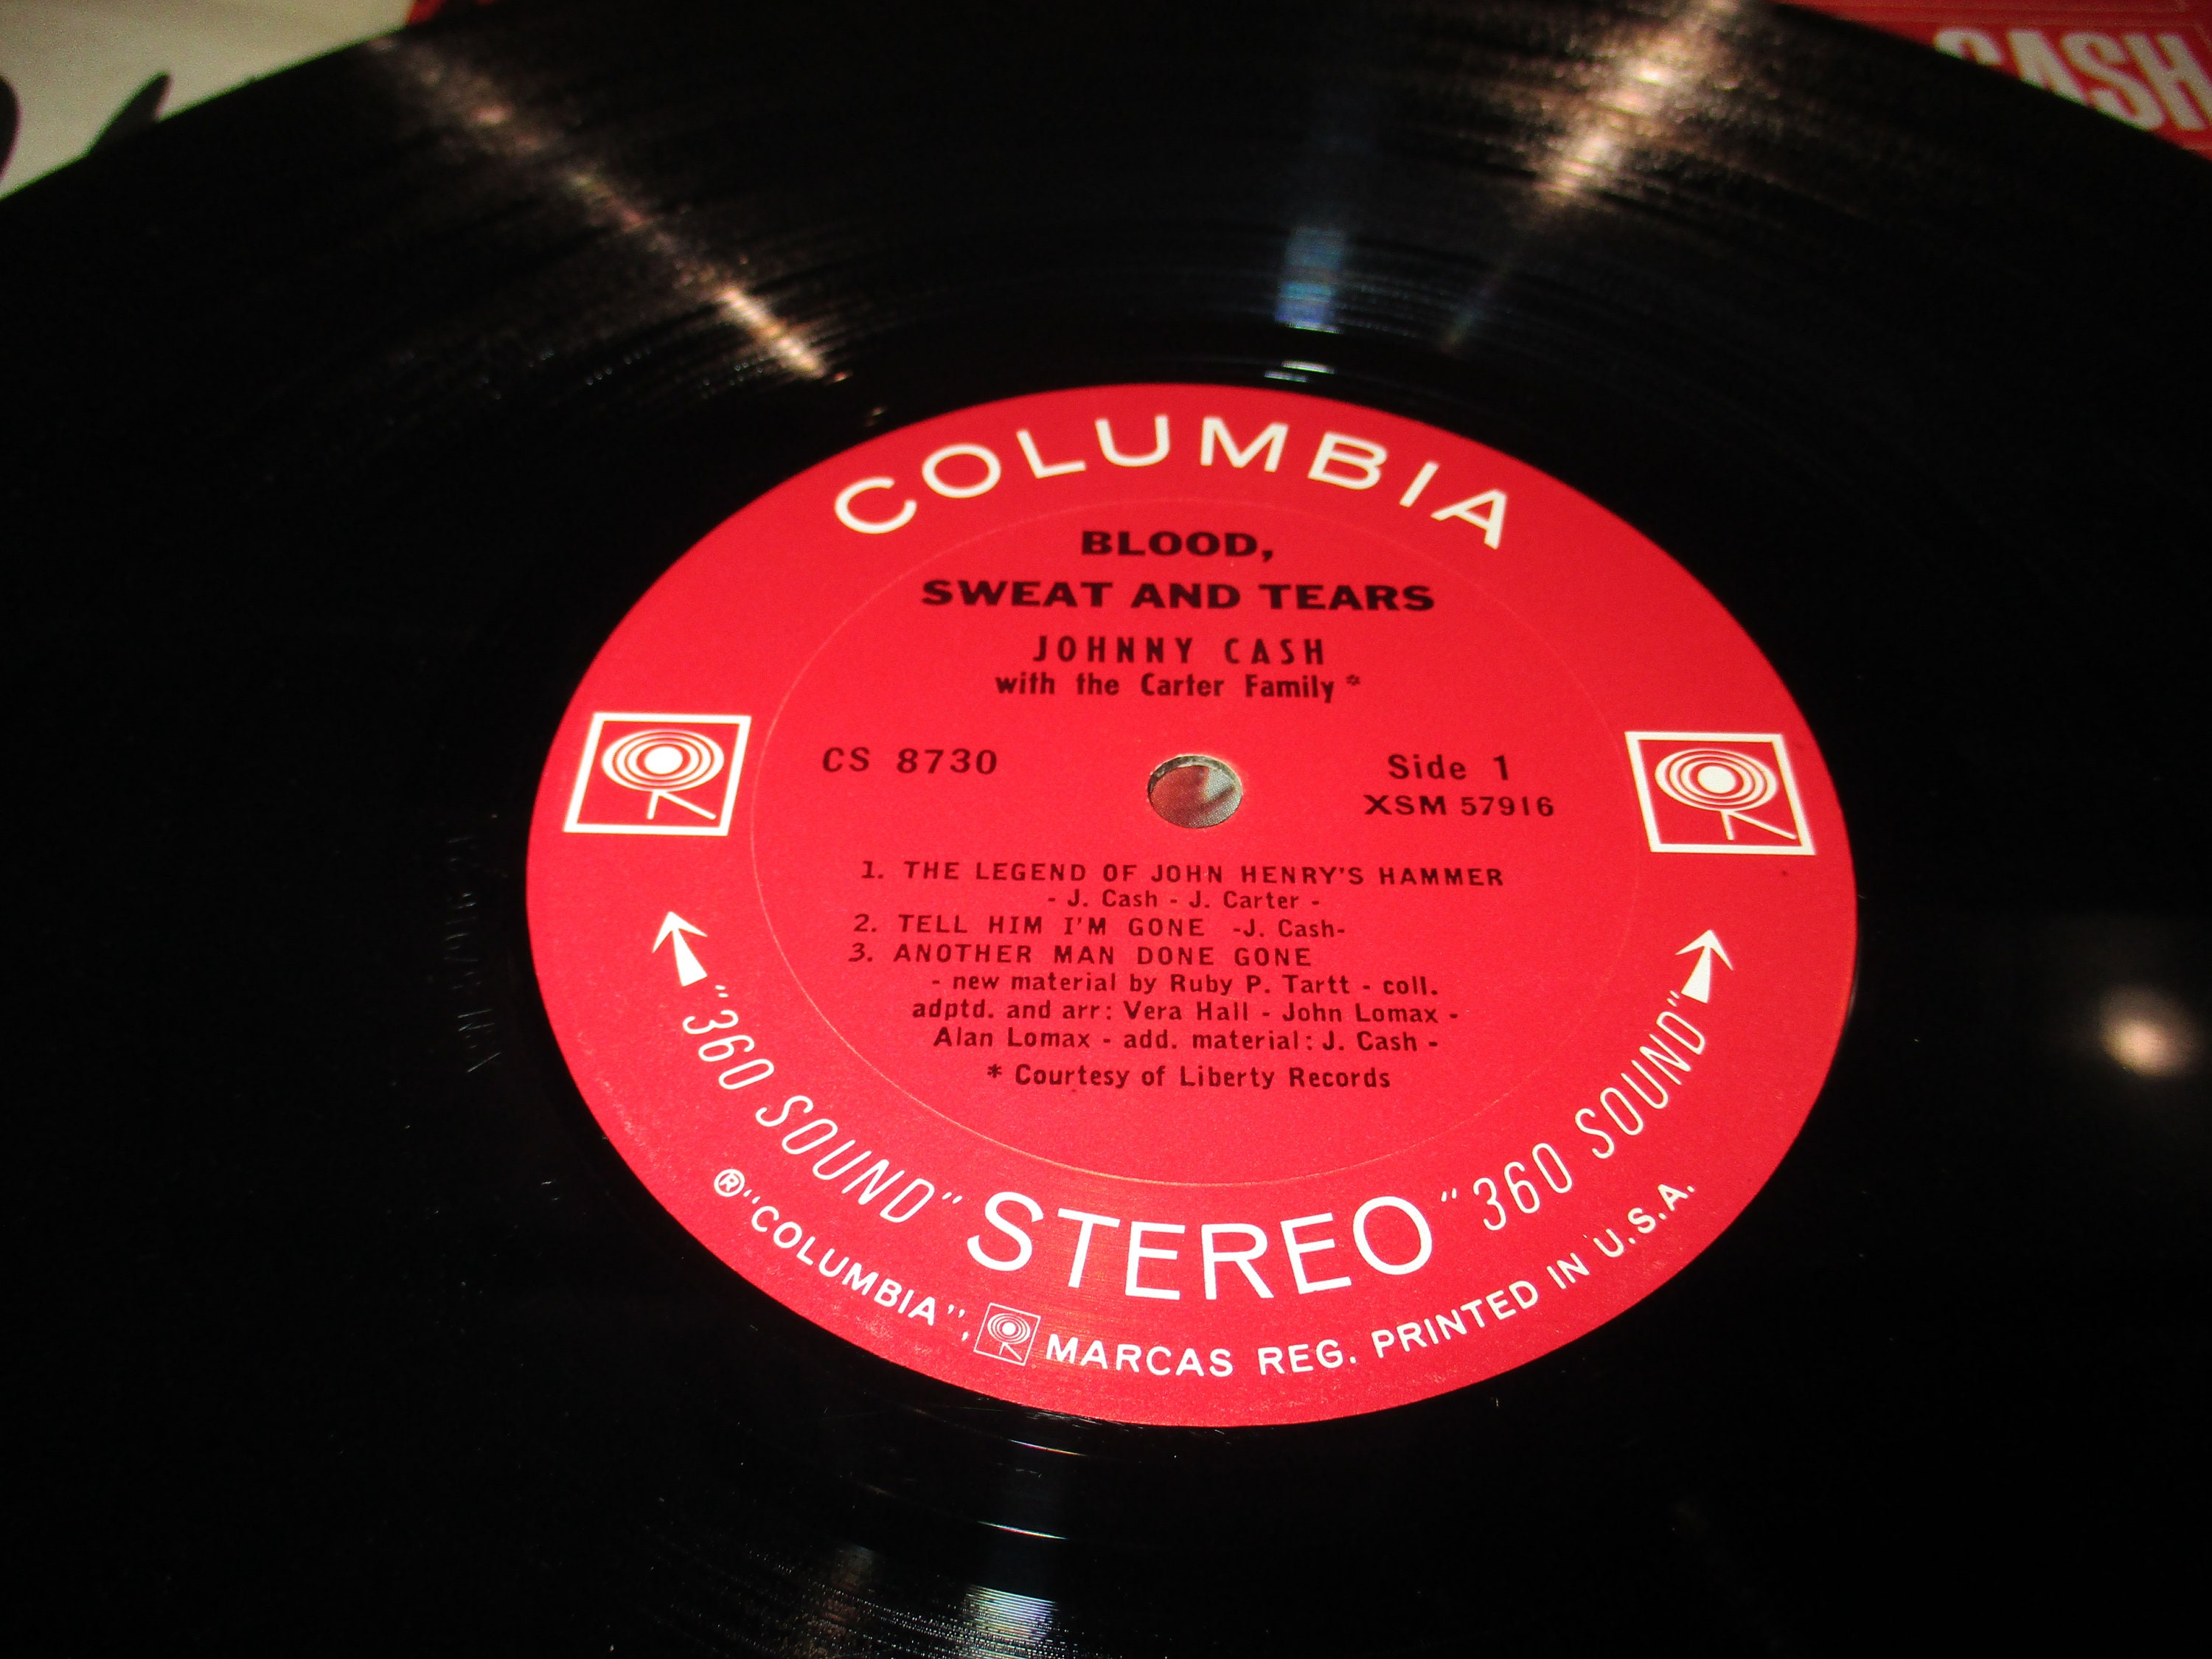 CASH
COLUMBIA
BLOOD,
SWEAT AND TEARS
JOHNNY CASH
with the Carter Family *
CS 8730
Side 1
XSM 57916
1. THE LEGEND OF JOHN HENRY'S HAMMER
- J. Cash - J. Carter -
2. TELL HIM I'M GONE -J. Cash-
3. ANOTHER MAN DONE GONE
- new material by Ruby P. Tartt - coll.
adptd. and arr: Vera Hall - John Lomax -
Alan Lomax - add. material: J. Cash -
* Courtesy of Liberty Records
"360 SOUND" STEREO "360 SOUND"
® "COLUMBIA", MARCAS REG. PRINTED IN U.S.A.